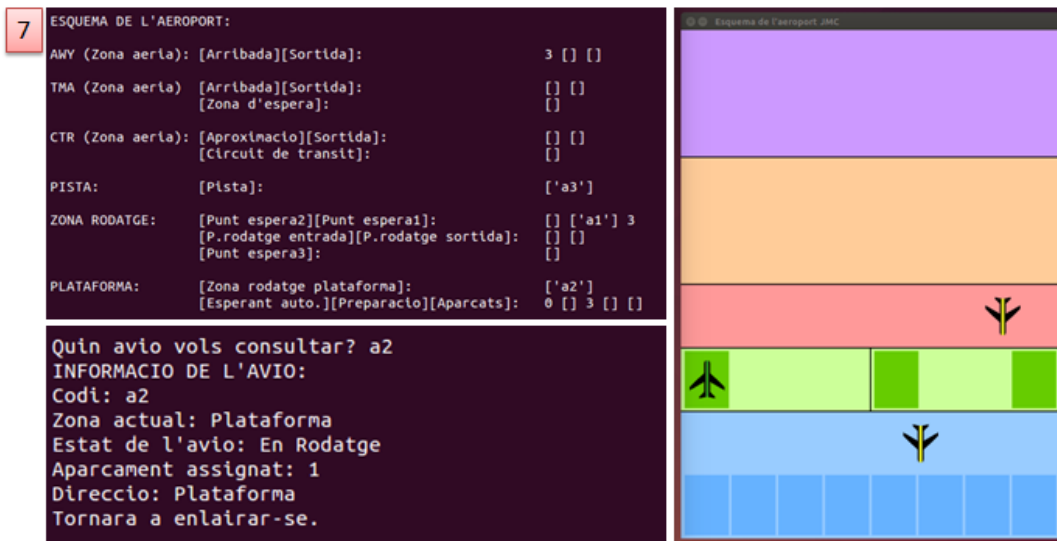 7
ESQUEMA DE L'AEROPORT:
AWY (Zona aeria): [Arribada][Sortida]: 3 [] []
TMA (Zona aeria) [Arribada][Sortida]: [] []
[Zona d'espera]: []
CTR (Zona aeria): [Aproximacio][Sortida]: [] []
[Circuit de transit]: []
PISTA: [Pista]: ['a3']
ZONA RODATGE: [Punt espera2][Punt espera1]: [] ['a1'] 3
[P.rodatge entrada][P.rodatge sortida]: [] []
[Punt espera3]: []
PLATAFORMA: [Zona rodatge plataforma]: ['a2']
[Esperant auto.][Preparacio][Aparcats]: 0 [] 3 [] []
Quin avio vols consultar? a2
INFORMACIO DE L'AVIO:
Codi: a2
Zona actual: Plataforma
Estat de l'avio: En Rodatge
Aparcament assignat: 1
Direccio: Plataforma
Tornara a enlairar-se.
Esquema de l'aeroport JMC